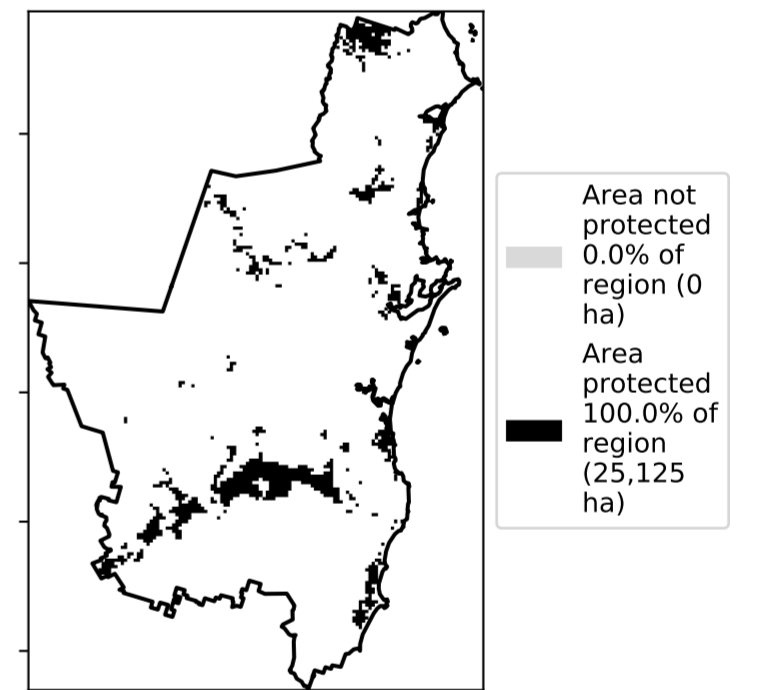 Area not
protected
0.0% of
region (0
ha)
Area
protected
100.0% of
region
(25,125
ha)